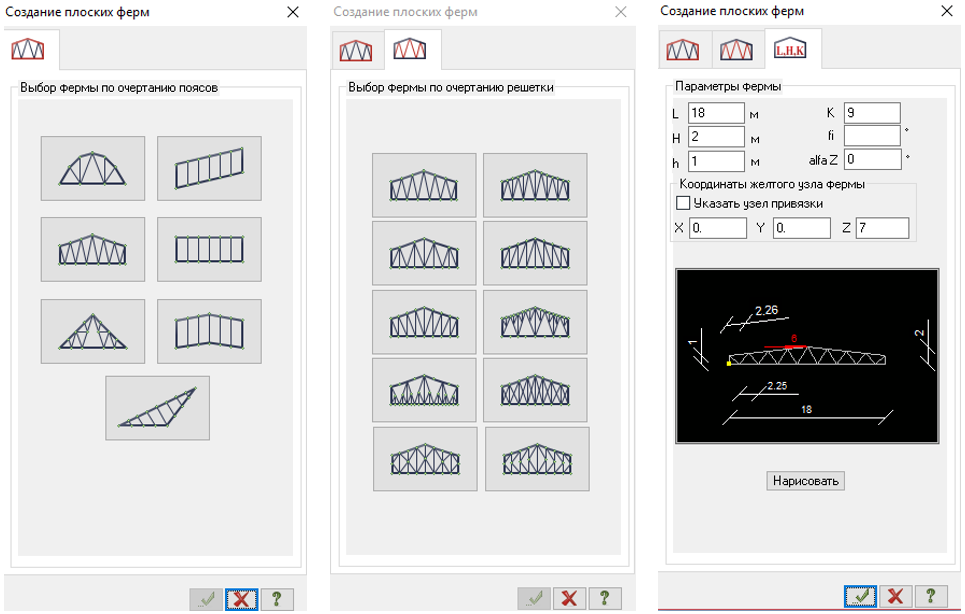 Создание плоских ферм
Выбор фермы по очертанию поясов
?
Создание плоских ферм
Выбор фермы по очертанию решетки
?
Создание плоских ферм
L,H,K
Параметры фермы
L 18 м K 9
H 2 м fi °
h 1 м alfa Z 0 °
Координаты желтого узла фермы
Указать узел привязки
X 0. Y 0. Z 7
2.26
6
1
2
2.25
18
Нарисовать
?